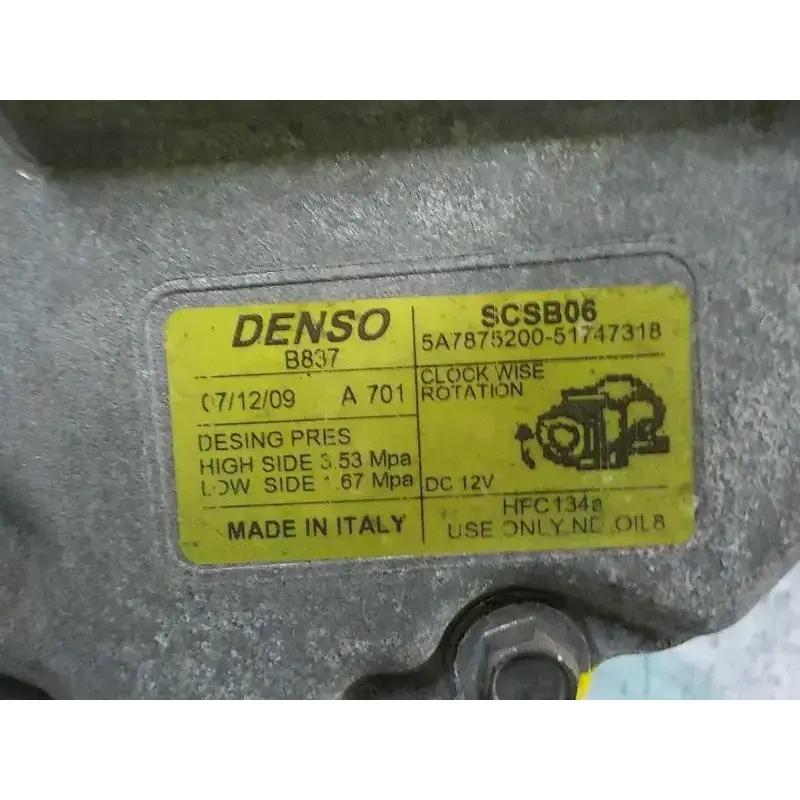 DENSO
B837
07/12/09 A 701
DESING PRES
HIGH SIDE 3.53 Mpa
LOW SIDE 1.67 Mpa
MADE IN ITALY
SCSB06
5A7875200-51747318
CLOCK WISE
ROTATION
DC 12V
HFC134a
USE ONLY ND OIL8